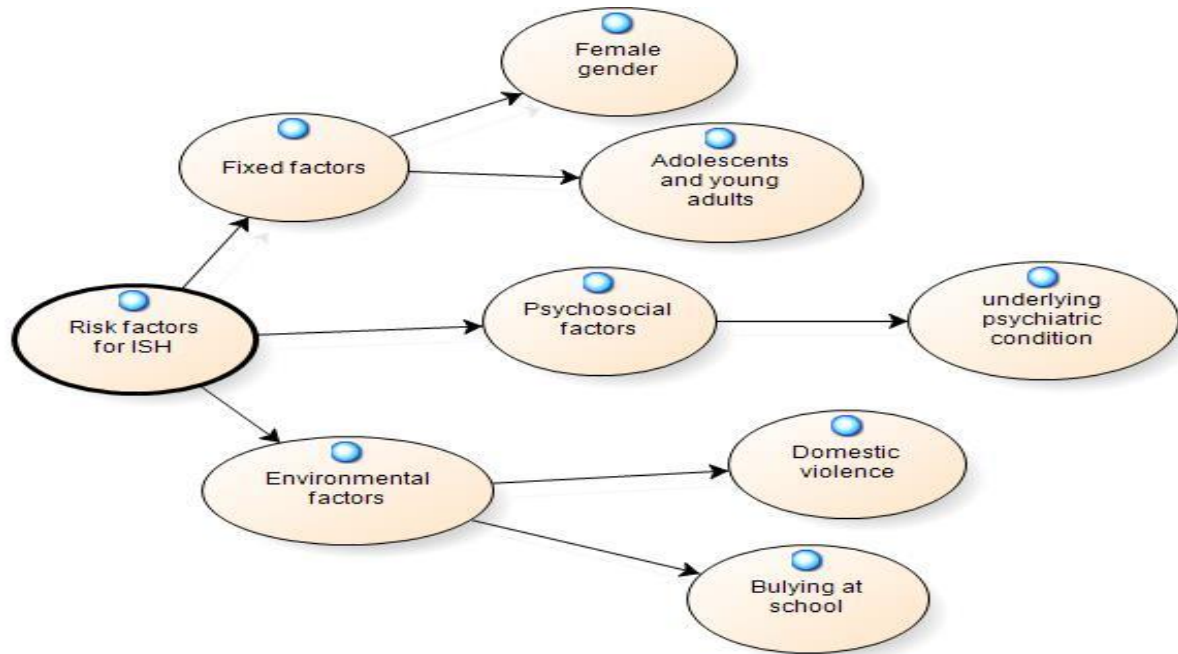 Female
gender
Fixed factors
Adolescents
and young
adults
Risk factors
for ISH
Psychosocial
factors
underlying
psychiatric
condition
Environmental
factors
Domestic
violence
Bulying at
school